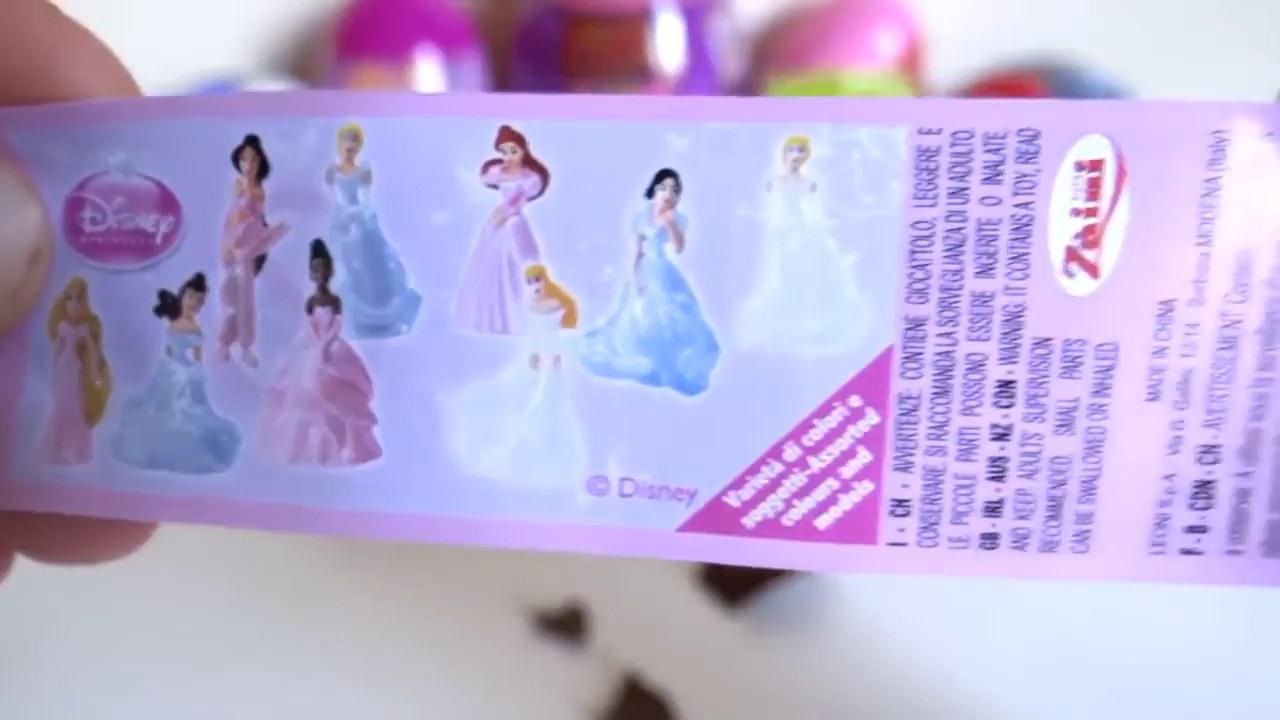 Disney
© Disney
Varietà di colori e
soggetti-Assorted
colours and
models
I - CH - AVVERTENZE: CONTIENE GIOCATTOLO. LEGGERE E
CONSERVARE. SI RACCOMANDA LA SORVEGLIANZA DI UN ADULTO.
LE PICCOLE PARTI POSSONO ESSERE INGERITE O INALATE.
GB - IRL - AUS - NZ - CDN - WARNING: IT CONTAINS A TOY, READ
AND KEEP. ADULTS SUPERVISION
RECOMENDED. SMALL PARTS
CAN BE SWALLOWED OR INHALED.
Zaini
MADE IN CHINA
LEONI S.p.A. Via G. MODENA (Italy)
F - B - CDN - CH - AVERTISSEMENT